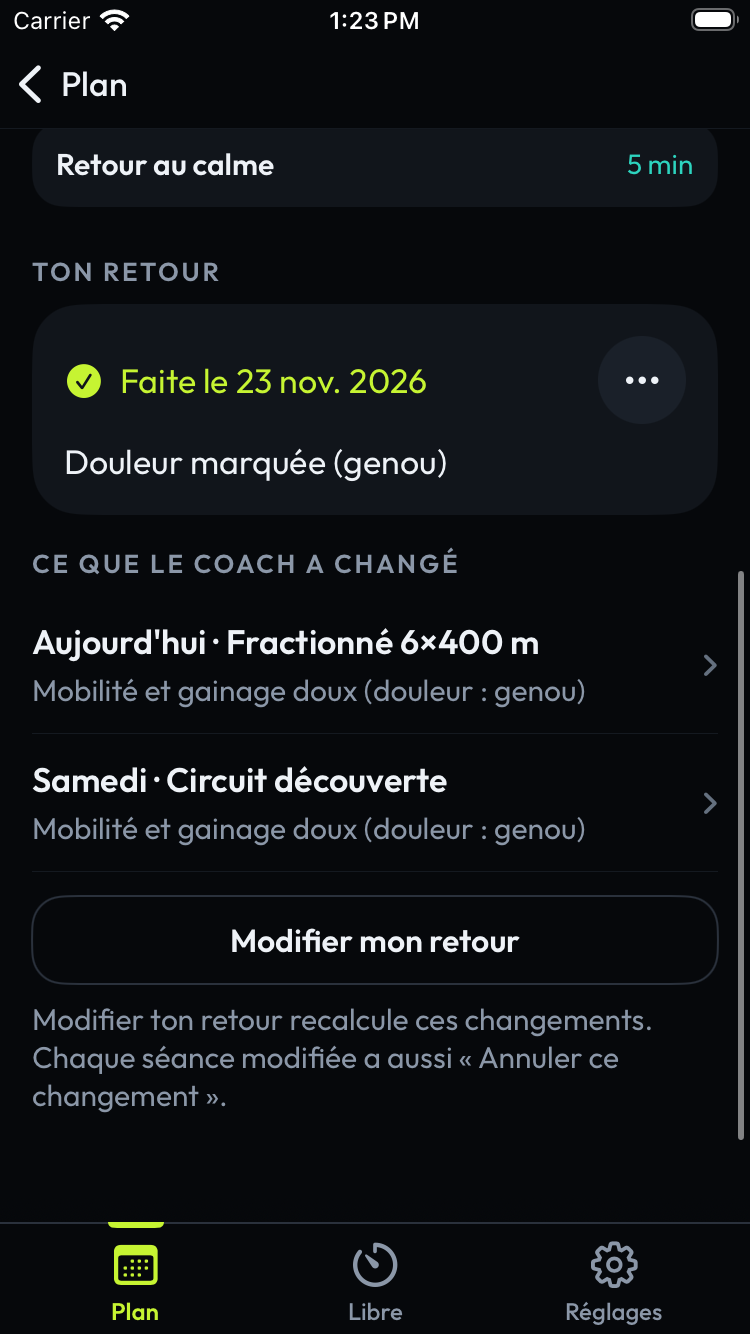 Carrier 1:23 PM
Plan
Retour au calme 5 min
TON RETOUR
Faite le 23 nov. 2026
Douleur marquée (genou)
CE QUE LE COACH A CHANGÉ
Aujourd'hui · Fractionné 6×400 m
Mobilité et gainage doux (douleur : genou)
Samedi · Circuit découverte
Mobilité et gainage doux (douleur : genou)
Modifier mon retour
Modifier ton retour recalcule ces changements.
Chaque séance modifiée a aussi « Annuler ce
changement ».
Plan Libre Réglages